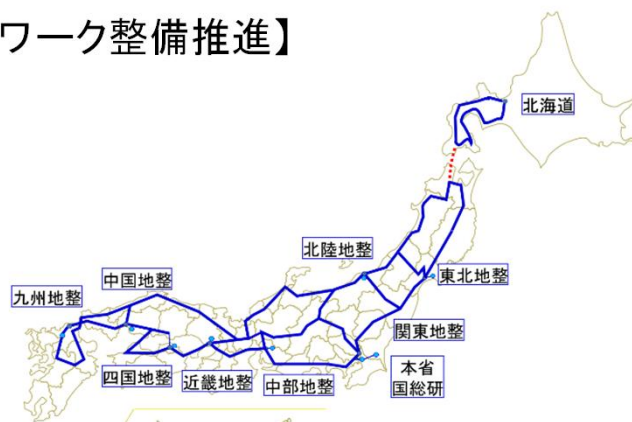 ワーク整備推進】
北海道
北陸地整
東北地整
中国地整
九州地整
関東地整
四国地整
近畿地整
中部地整
本省
国総研